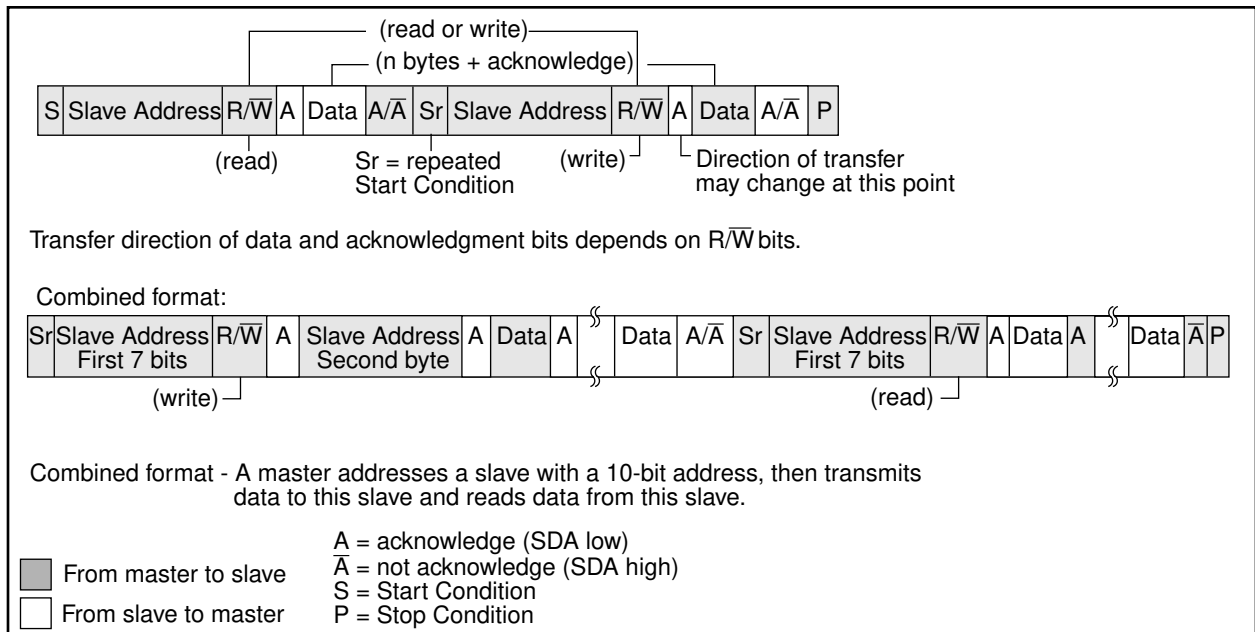 (read or write)
(n bytes + acknowledge)
S Slave Address R/W̅ A Data A/A̅ Sr Slave Address R/W̅ A Data A/A̅ P
(read) Sr = repeated Start Condition (write) Direction of transfer may change at this point
Transfer direction of data and acknowledgment bits depends on R/W̅ bits.
Combined format:
Sr Slave Address First 7 bits R/W̅ A Slave Address Second byte A Data A Data A/A̅ Sr Slave Address First 7 bits R/W̅ A Data A Data A̅ P
(write) (read)
Combined format - A master addresses a slave with a 10-bit address, then transmits
data to this slave and reads data from this slave.
A = acknowledge (SDA low)
A̅ = not acknowledge (SDA high)
S = Start Condition
P = Stop Condition
From master to slave
From slave to master